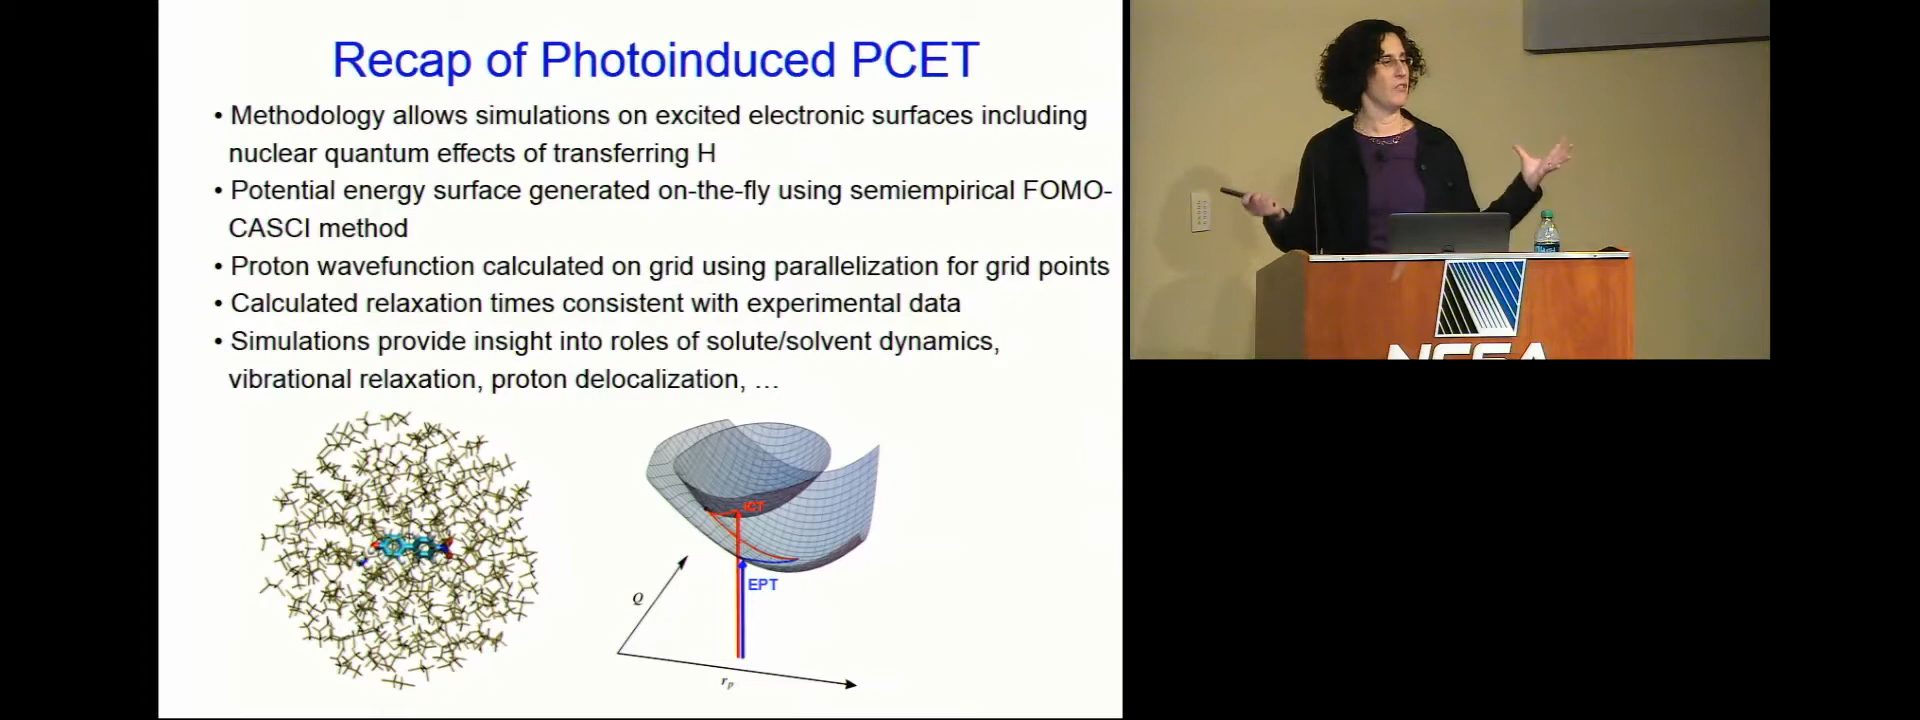 Recap of Photoinduced PCET
• Methodology allows simulations on excited electronic surfaces including
nuclear quantum effects of transferring H
• Potential energy surface generated on-the-fly using semiempirical FOMO-
CASCI method
• Proton wavefunction calculated on grid using parallelization for grid points
• Calculated relaxation times consistent with experimental data
• Simulations provide insight into roles of solute/solvent dynamics,
vibrational relaxation, proton delocalization, …
ICT
EPT
Q
rp
NCSA